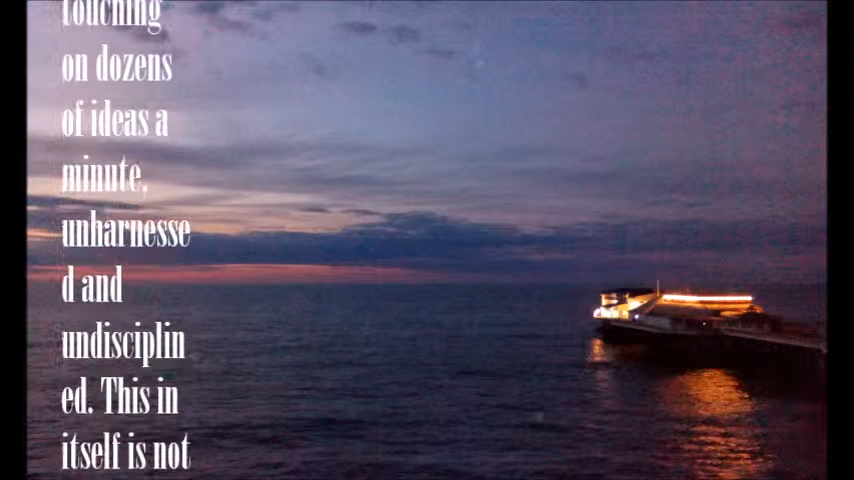 touching
on dozens
of ideas a
minute,
unharnesse
d and
undisciplin
ed. This in
itself is not